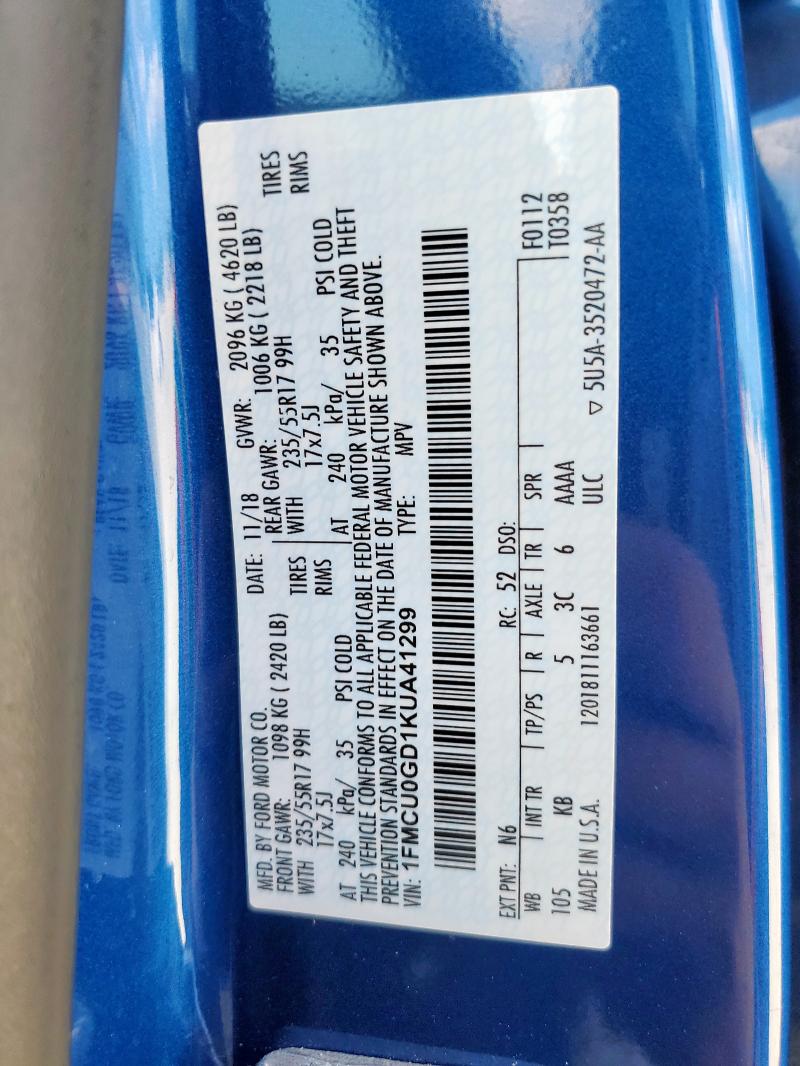 MFD. BY FORD MOTOR CO.
DATE: 11/18 GVWR: 2096 KG ( 4620 LB)
FRONT GAWR: 1098 KG ( 2420 LB) REAR GAWR: 1006 KG ( 2218 LB)
WITH 235/55R17 99H TIRES WITH 235/55R17 99H TIRES
17x7.5J RIMS 17x7.5J RIMS
AT 240 kPa/ 35 PSI COLD AT 240 kPa/ 35 PSI COLD
THIS VEHICLE CONFORMS TO ALL APPLICABLE FEDERAL MOTOR VEHICLE SAFETY AND THEFT
PREVENTION STANDARDS IN EFFECT ON THE DATE OF MANUFACTURE SHOWN ABOVE.
VIN: 1FMCU0GD1KUA41299 TYPE: MPV
EXT PNT: N6 RC: 52 DSO: F0112
WB INT TR TP/PS R AXLE TR SPR T0358
105 KB 5 3C 6 AAAA
MADE IN U.S.A. 1201811163661 ULC ▽ 5U5A-3520472-AA